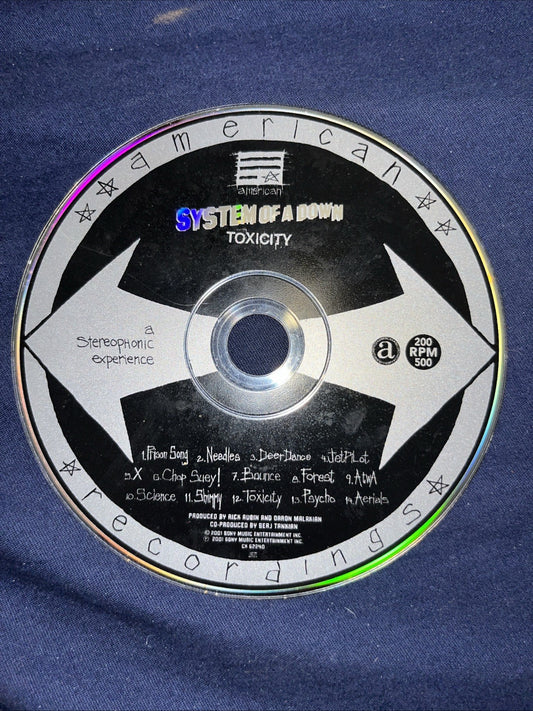 american
american
SYSTEM OF A DOWN
TOXICITY
a
Stereophonic
experience
a
200
RPM
500
1. Prison Song 2. Needles 3. Deer Dance 4. Jet Pilot
5. X 6. Chop Suey! 7. Bounce 8. Forest 9. ATWA
10. Science 11. Shimmy 12. Toxicity 13. Psycho 14. Aerials
PRODUCED BY RICK RUBIN AND DARON MALAKIAN
CO-PRODUCED BY SERJ TANKIAN
© 2001 SONY MUSIC ENTERTAINMENT INC.
℗ 2001 SONY MUSIC ENTERTAINMENT INC.
CK 62240
recordings